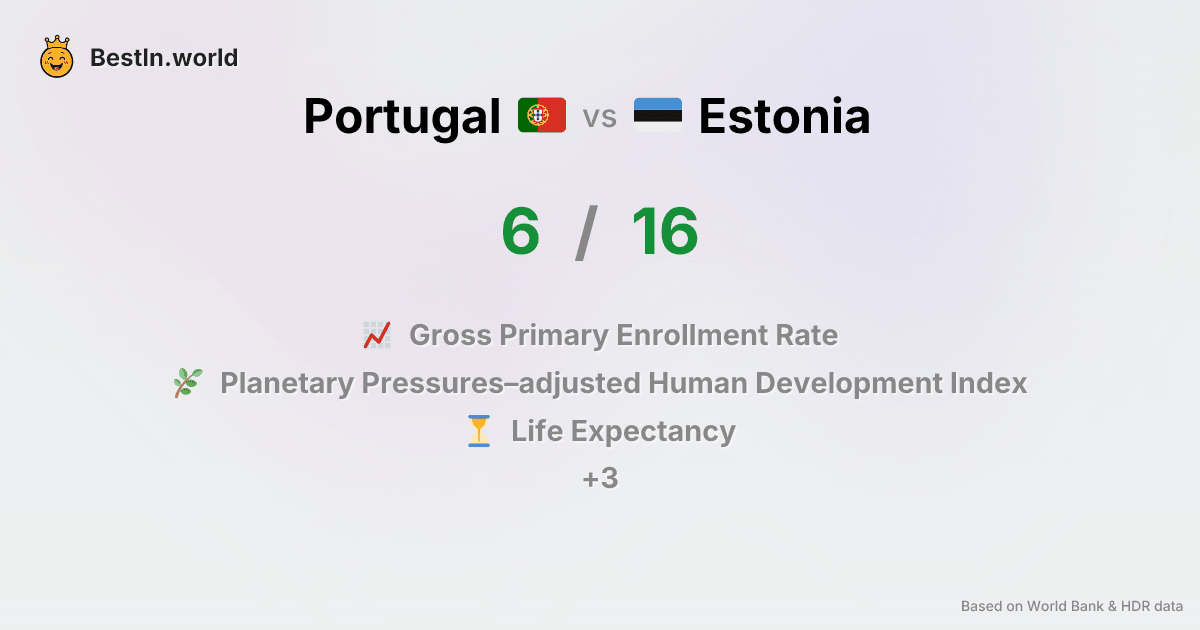 BestIn.world
Portugal vs Estonia
6 / 16
Gross Primary Enrollment Rate
Planetary Pressures–adjusted Human Development Index
Life Expectancy
+3
Based on World Bank & HDR data